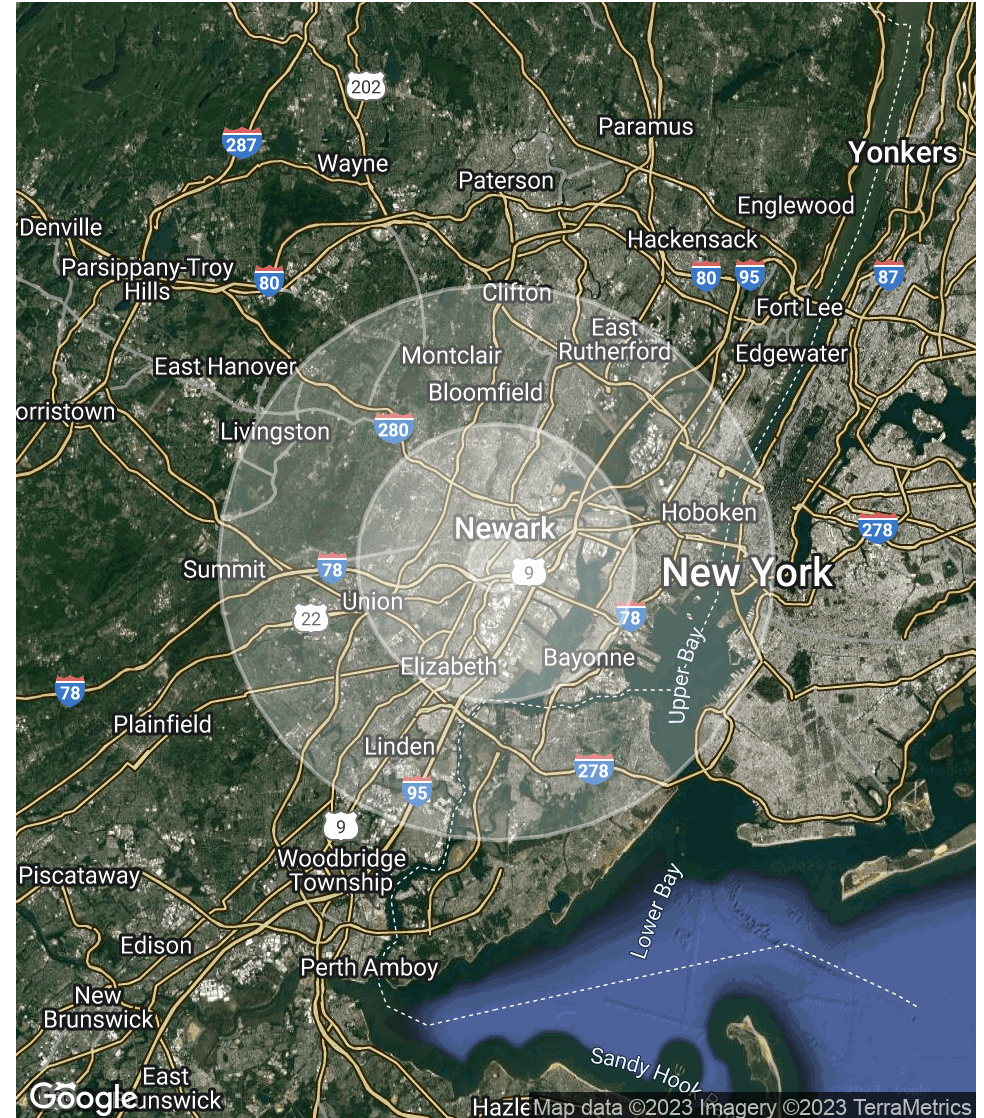 202
Paramus
287
Wayne
Yonkers
Paterson
Englewood
Denville
Hackensack
Parsippany-Troy
Hills
80
80
95
87
Clifton
Fort Lee
East
Rutherford
Montclair
Edgewater
East Hanover
Bloomfield
orristown
280
Livingston
Hoboken
Newark
278
Summit
78
9
New York
Union
22
78
Elizabeth
Bayonne
Upper Bay
78
Plainfield
Linden
278
95
9
Woodbridge
Township
Piscataway
Lower Bay
Edison
Perth Amboy
New
Brunswick
Sandy Hook
East
unswick
Google
Hazle
Map data ©2023 Imagery ©2023 TerraMetrics